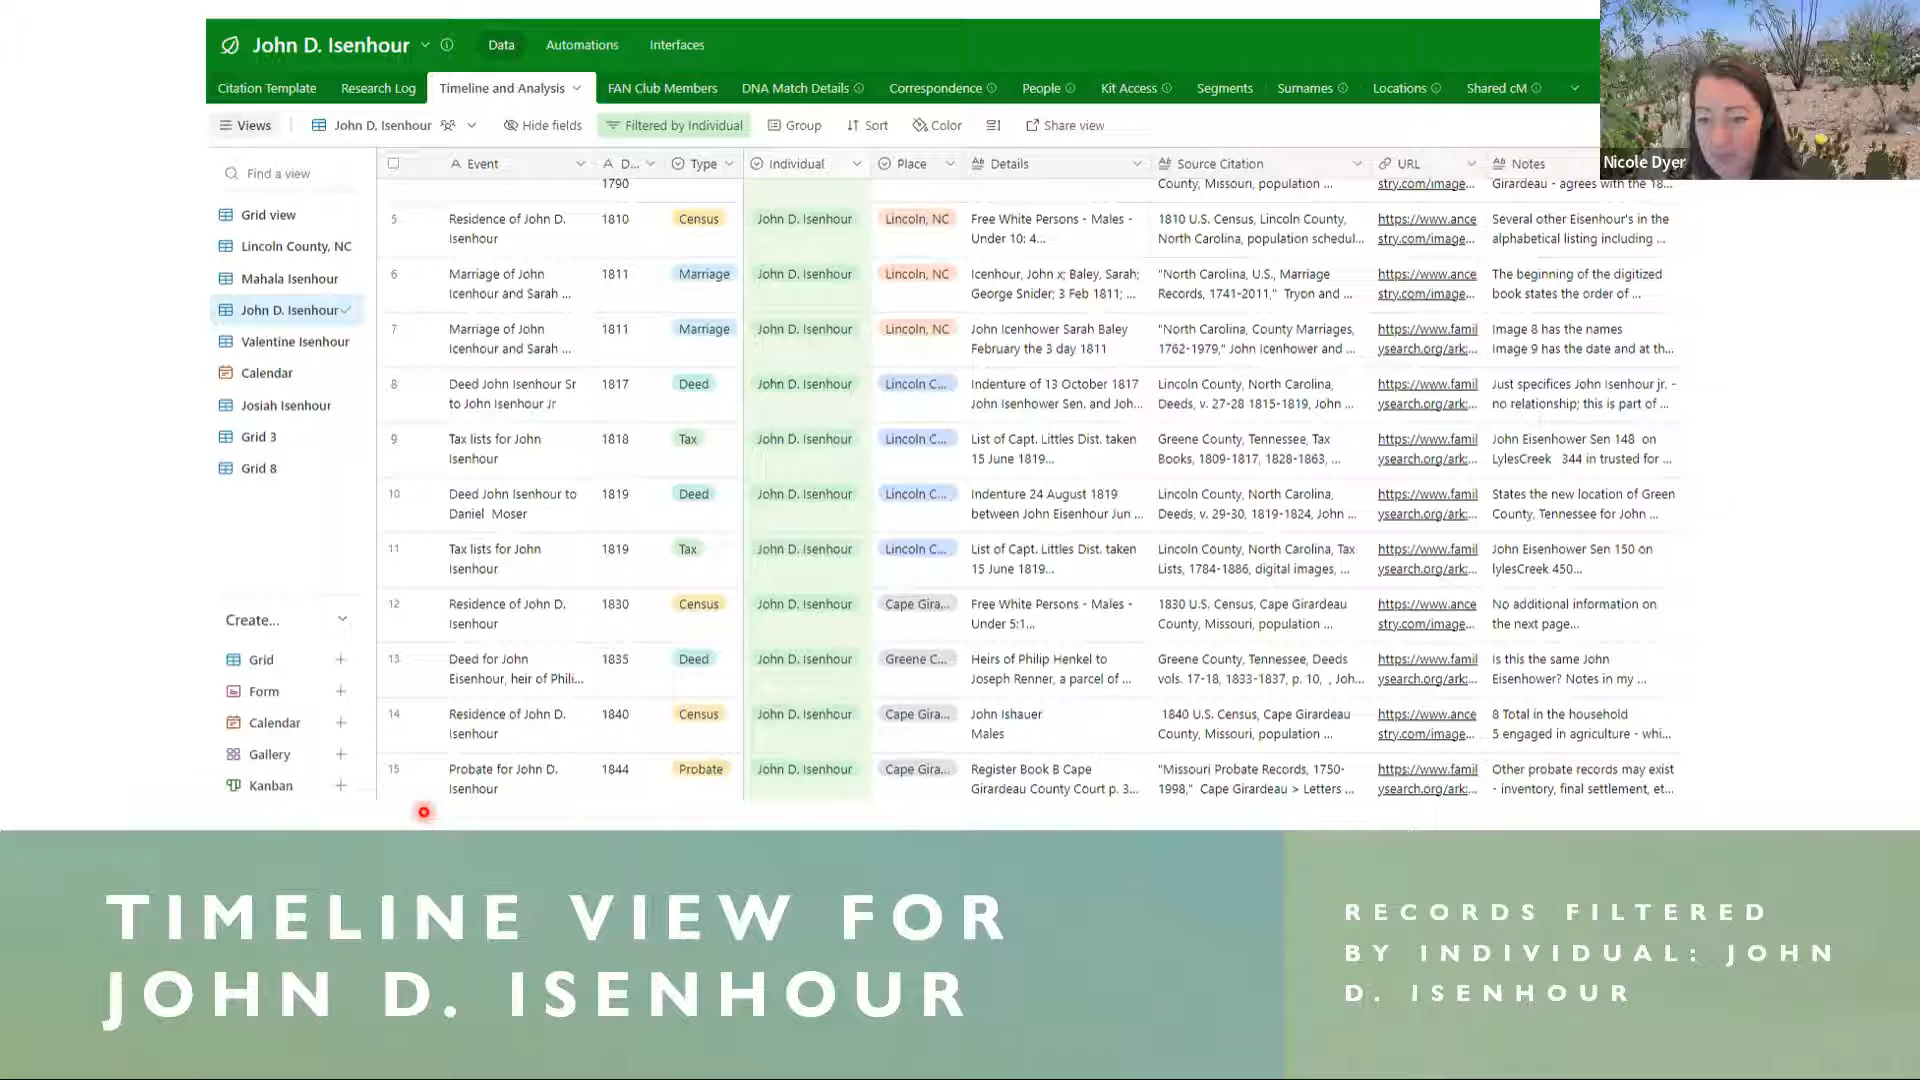 John D. Isenhour
Data
Automations
Interfaces
Citation Template
Research Log
Timeline and Analysis
FAN Club Members
DNA Match Details
Correspondence
People
Kit Access
Segments
Surnames
Locations
Shared cM
Views
John D. Isenhour
Hide fields
Filtered by Individual
Group
Sort
Color
Share view
Nicole Dyer
Find a view
Grid view
Lincoln County, NC
Mahala Isenhour
John D. Isenhour
Valentine Isenhour
Calendar
Josiah Isenhour
Grid 3
Grid 8
Create...
Grid
Form
Calendar
Gallery
Kanban
Event D... Type Individual Place Details Source Citation URL Notes
1790 County, Missouri, population ... stry.com/image... Girardeau - agrees with the 18...
5 Residence of John D. 1810 Census John D. Isenhour Lincoln, NC Free White Persons - Males - 1810 U.S. Census, Lincoln County, https://www.ance Several other Eisenhour's in the
Isenhour Under 10: 4... North Carolina, population schedul... stry.com/image... alphabetical listing including ...
6 Marriage of John 1811 Marriage John D. Isenhour Lincoln, NC Icenhour, John x; Baley, Sarah; "North Carolina, U.S., Marriage https://www.ance The beginning of the digitized
Icenhour and Sarah ... George Snider; 3 Feb 1811; ... Records, 1741-2011," Tryon and ... stry.com/image... book states the order of ...
7 Marriage of John 1811 Marriage John D. Isenhour Lincoln, NC John Icenhower Sarah Baley "North Carolina, County Marriages, https://www.famil Image 8 has the names
Icenhour and Sarah ... February the 3 day 1811 1762-1979," John Icenhower and ... ysearch.org/ark:... Image 9 has the date and at th...
8 Deed John Isenhour Sr 1817 Deed John D. Isenhour Lincoln C... Indenture of 13 October 1817 Lincoln County, North Carolina, https://www.famil Just specifices John Isenhour jr. -
to John Isenhour Jr John Isenhower Sen. and Joh... Deeds, v. 27-28 1815-1819, John ... ysearch.org/ark:... no relationship; this is part of ...
9 Tax lists for John 1818 Tax John D. Isenhour Lincoln C... List of Capt. Littles Dist. taken Greene County, Tennessee, Tax https://www.famil John Eisenhower Sen 148 on
Isenhour 15 June 1819... Books, 1809-1817, 1828-1863, ... ysearch.org/ark:... LylesCreek 344 in trusted for ...
10 Deed John Isenhour to 1819 Deed John D. Isenhour Lincoln C... Indenture 24 August 1819 Lincoln County, North Carolina, https://www.famil States the new location of Green
Daniel Moser between John Eisenhour Jun ... Deeds, v. 29-30, 1819-1824, John ... ysearch.org/ark:... County, Tennessee for John ...
11 Tax lists for John 1819 Tax John D. Isenhour Lincoln C... List of Capt. Littles Dist. taken Lincoln County, North Carolina, Tax https://www.famil John Eisenhower Sen 150 on
Isenhour 15 June 1819... Lists, 1784-1886, digital images, ... ysearch.org/ark:... lylesCreek 450...
12 Residence of John D. 1830 Census John D. Isenhour Cape Gira... Free White Persons - Males - 1830 U.S. Census, Cape Girardeau https://www.ance No additional information on
Isenhour Under 5:1... County, Missouri, population ... stry.com/image... the next page...
13 Deed for John 1835 Deed John D. Isenhour Greene C... Heirs of Philip Henkel to Greene County, Tennessee, Deeds https://www.famil Is this the same John
Eisenhour, heir of Phili... Joseph Renner, a parcel of ... vols. 17-18, 1833-1837, p. 10, , Joh... ysearch.org/ark:... Eisenhower? Notes in my ...
14 Residence of John D. 1840 Census John D. Isenhour Cape Gira... John Ishauer 1840 U.S. Census, Cape Girardeau https://www.ance 8 Total in the household
Isenhour Males County, Missouri, population ... stry.com/image... 5 engaged in agriculture - whi...
15 Probate for John D. 1844 Probate John D. Isenhour Cape Gira... Register Book B Cape "Missouri Probate Records, 1750- https://www.famil Other probate records may exist
Isenhour Girardeau County Court p. 3... 1998," Cape Girardeau > Letters ... ysearch.org/ark:... - inventory, final settlement, et...
TIMELINE VIEW FOR
JOHN D. ISENHOUR
RECORDS FILTERED
BY INDIVIDUAL: JOHN
D. ISENHOUR